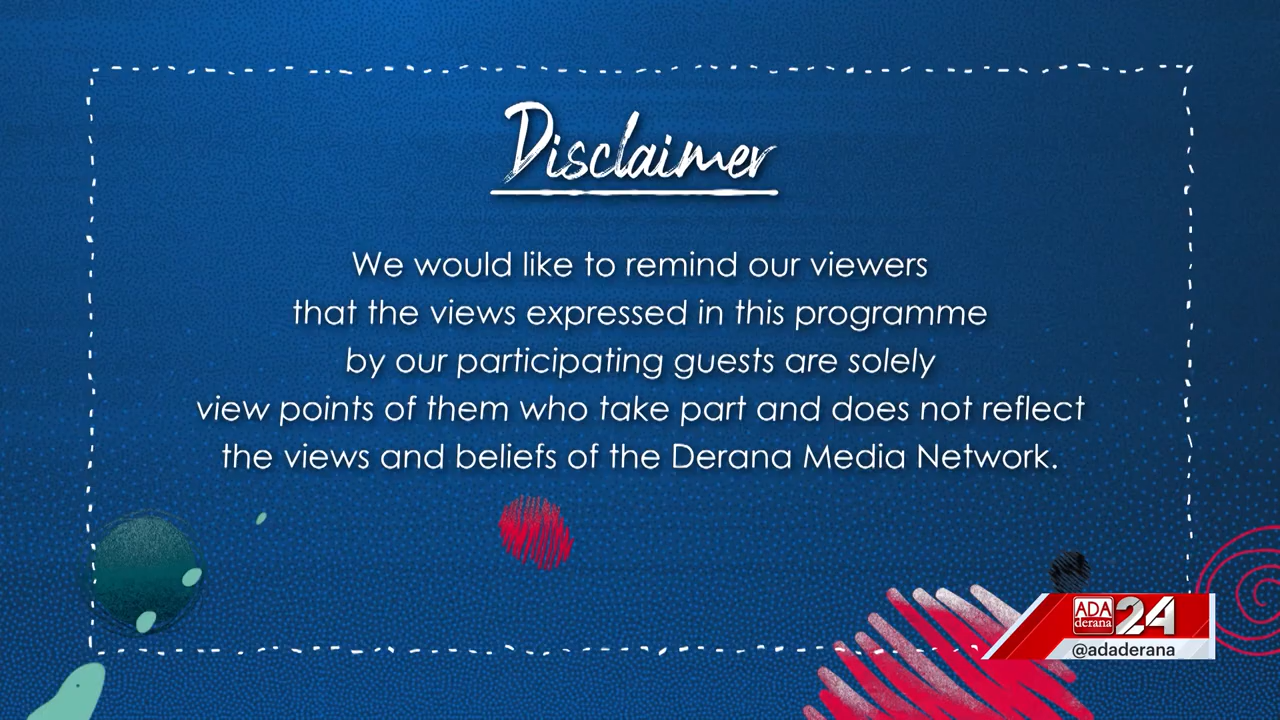 Disclaimer
We would like to remind our viewers
that the views expressed in this programme
by our participating guests are solely
view points of them who take part and does not reflect
the views and beliefs of the Derana Media Network.
ADA 24
derana
@adaderana